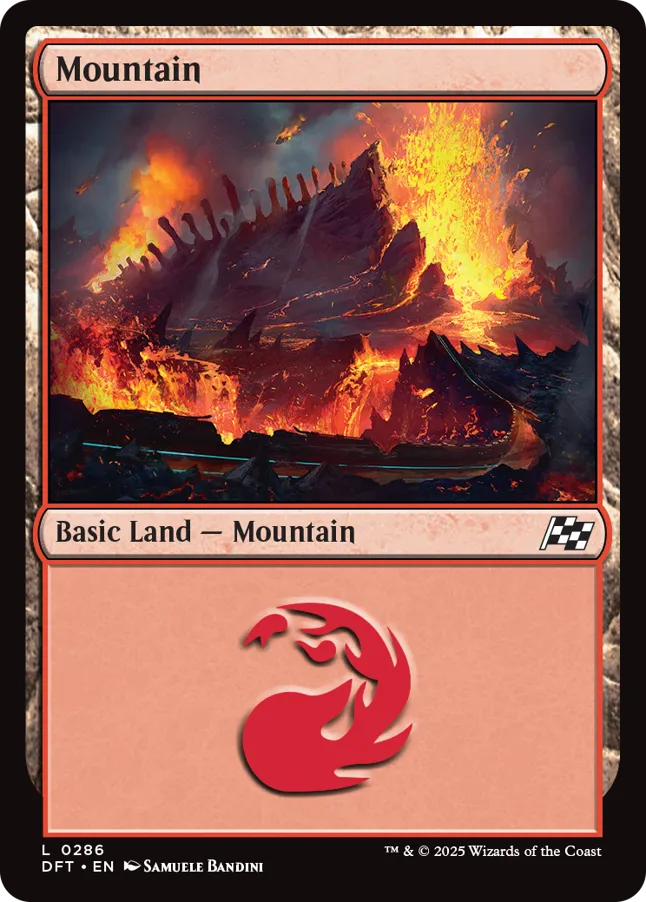 Mountain
Basic Land — Mountain
L 0286
DFT • EN Samuele Bandini
™ & © 2025 Wizards of the Coast